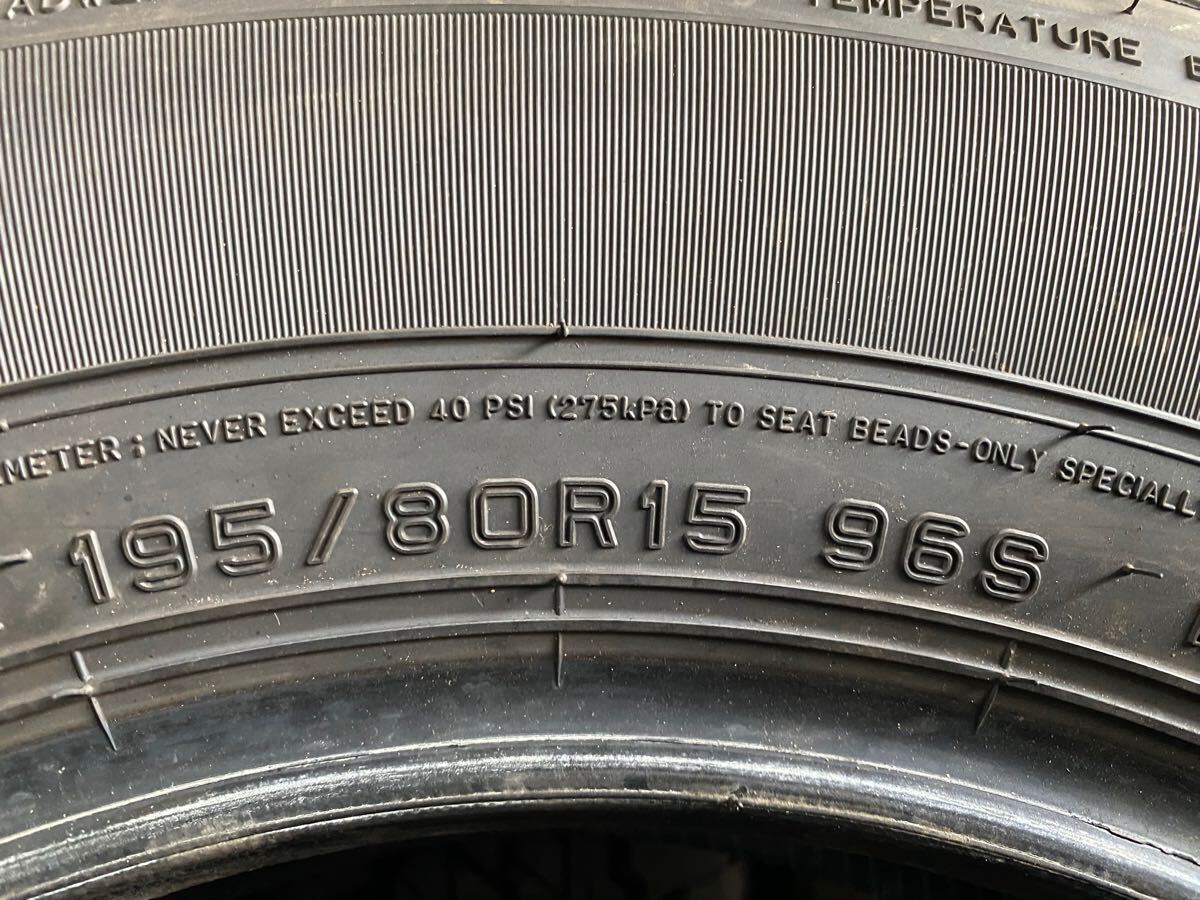 TEMPERATURE
METER ; NEVER EXCEED 40 PSI (275kPa) TO SEAT BEADS-ONLY SPECIALL
195/80R15 96S